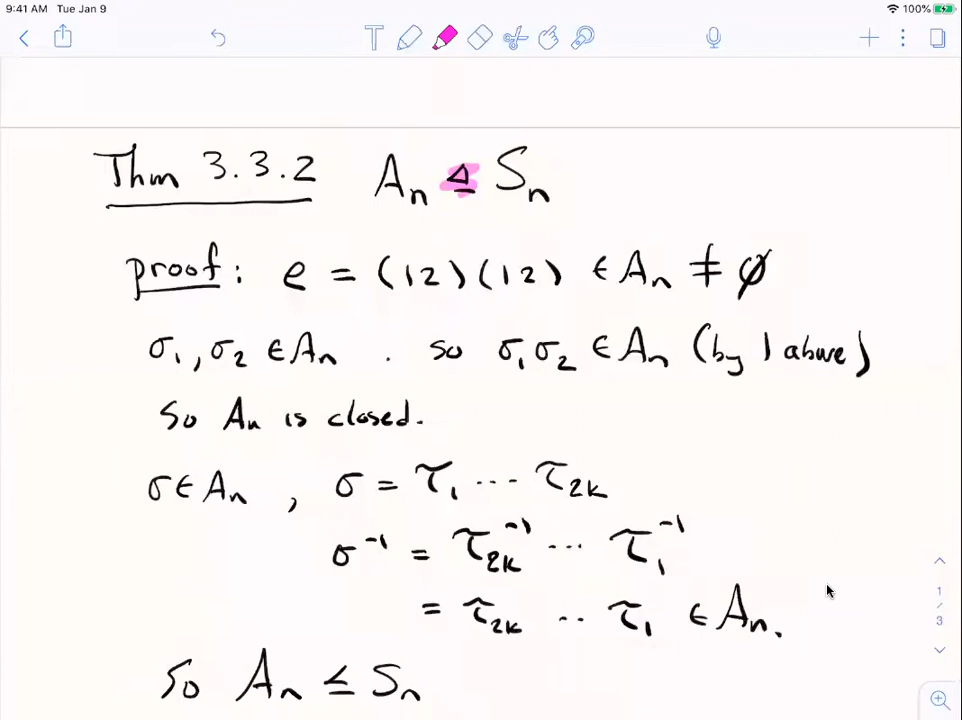 9:41 AM Tue Jan 9
100%
Thm 3.3.2 Aₙ ⊴ Sₙ
proof: e = (12)(12) ∈ Aₙ ≠ ∅
σ₁, σ₂ ∈ Aₙ . so σ₁σ₂ ∈ Aₙ (by 1 above)
So Aₙ is closed.
σ ∈ Aₙ , σ = τ₁ ... τ₂ₖ
σ⁻¹ = τ₂ₖ⁻¹ ... τ₁⁻¹
= τ₂ₖ .. τ₁ ∈ Aₙ.
So Aₙ ≤ Sₙ
1
/
3